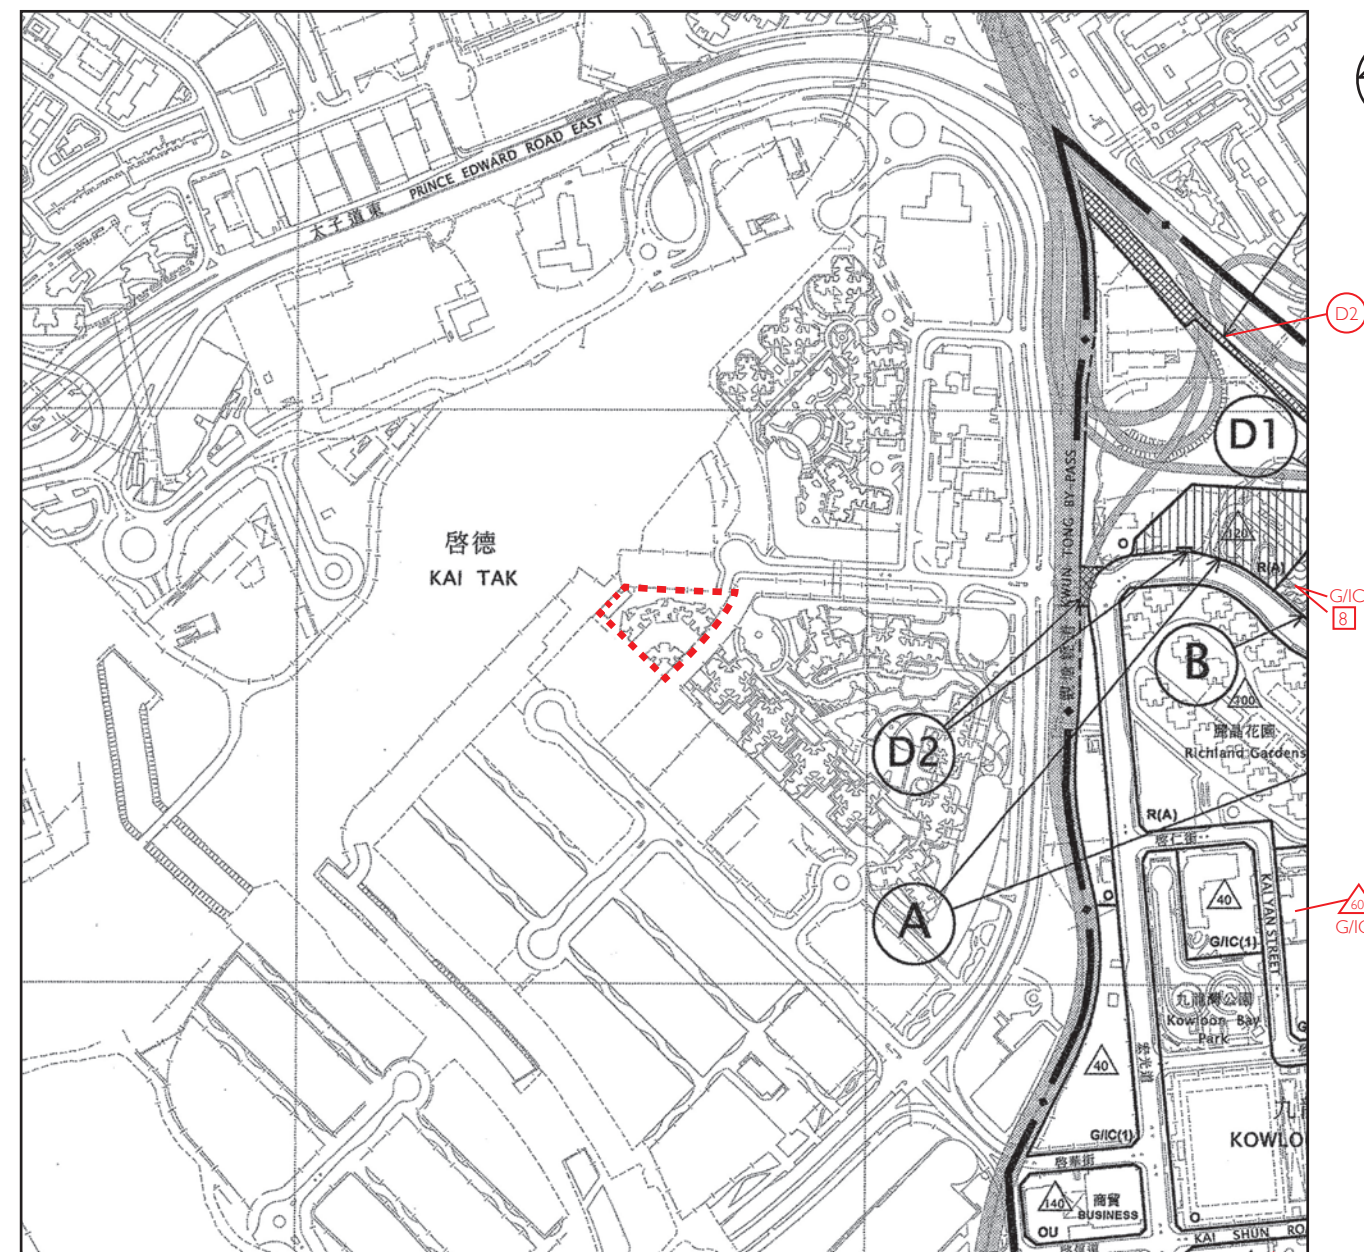 PRINCE EDWARD ROAD EAST
太子道東
D2
D1
KWUN TONG BY PASS
觀塘繞道
啓德
KAI TAK
O
120
R(A)
G/IC
8
B
300
麗晶花園
Richland Gardens
D2
R(A)
啓仁街
A
O
40
G/IC(1)
KAI YAN STREET
60
G/IC
九龍灣公園
Kowloon Bay
Park
G
40
G/IC(1)
九
KOWLO
啓華街
140
商貿
BUSINESS
OU
O
KAI SHUN RO